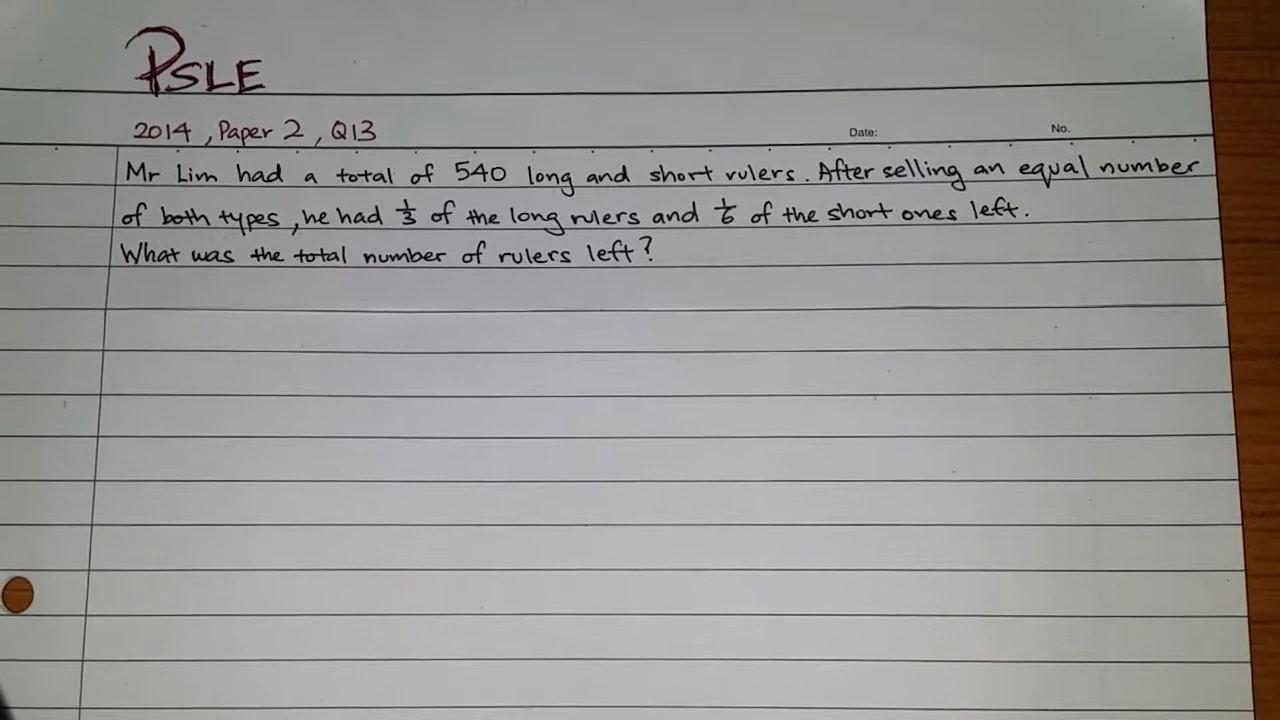 PSLE
2014, Paper 2, Q13
Date:
No.
Mr Lim had a total of 540 long and short rulers. After selling an equal number
of both types, he had 1/3 of the long rulers and 1/6 of the short ones left.
What was the total number of rulers left?